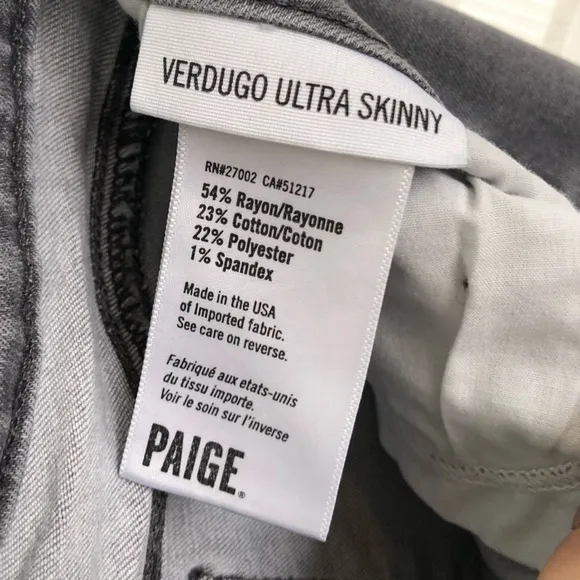 VERDUGO ULTRA SKINNY
RN#27002 CA#51217
54% Rayon/Rayonne
23% Cotton/Coton
22% Polyester
1% Spandex
Made in the USA
of Imported fabric.
See care on reverse.
Fabriqué aux etats-unis
du tissu importe.
Voir le soin sur l'inverse
PAIGE®